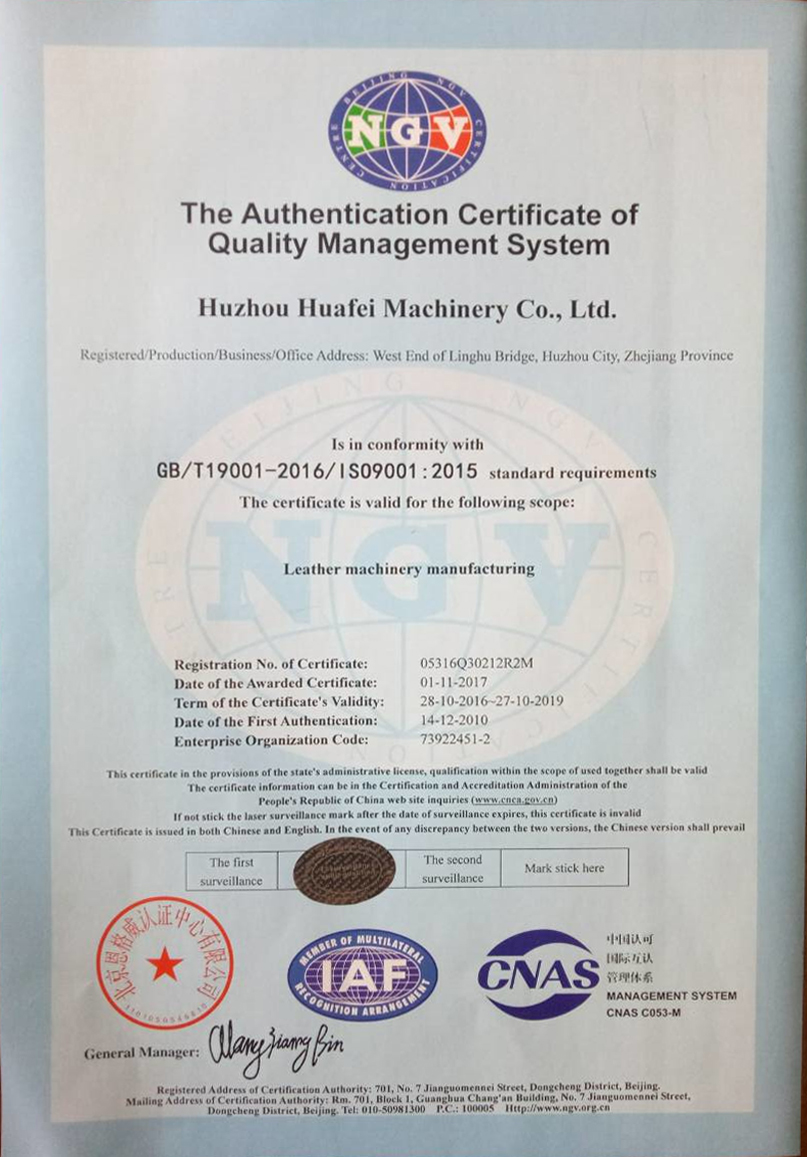 BEIJING NGV CERTIFICATION CENTRE
NGV
The Authentication Certificate of
Quality Management System
Huzhou Huafei Machinery Co., Ltd.
Registered/Production/Business/Office Address: West End of Linghu Bridge, Huzhou City, Zhejiang Province
Is in conformity with
GB/T19001-2016/ISO9001:2015 standard requirements
The certificate is valid for the following scope:
NGV
Leather machinery manufacturing
Registration No. of Certificate: 05316Q30212R2M
Date of the Awarded Certificate: 01-11-2017
Term of the Certificate's Validity: 28-10-2016~27-10-2019
Date of the First Authentication: 14-12-2010
Enterprise Organization Code: 73922451-2
This certificate in the provisions of the state's administrative license, qualification within the scope of used together shall be valid
The certificate information can be in the Certification and Accreditation Administration of the
People's Republic of China web site inquiries (www.cnca.gov.cn)
If not stick the laser surveillance mark after the date of surveillance expires, this certificate is invalid
This Certificate is issued in both Chinese and English. In the event of any discrepancy between the two versions, the Chinese version shall prevail
The first surveillance
The second surveillance
Mark stick here
北京恩格威认证中心有限公司
MEMBER OF MULTILATERAL
IAF
RECOGNITION ARRANGEMENT
CNAS
中国认可
国际互认
管理体系
MANAGEMENT SYSTEM
CNAS C053-M
General Manager: Wang Xiang Bin
Registered Address of Certification Authority: 701, No. 7 Jianguomennei Street, Dongcheng District, Beijing.
Mailing Address of Certification Authority: Rm. 701, Block 1, Guanghua Chang'an Building, No. 7 Jianguomennei Street,
Dongcheng District, Beijing. Tel: 010-50981300 P.C.: 100005 Http://www.ngv.org.cn